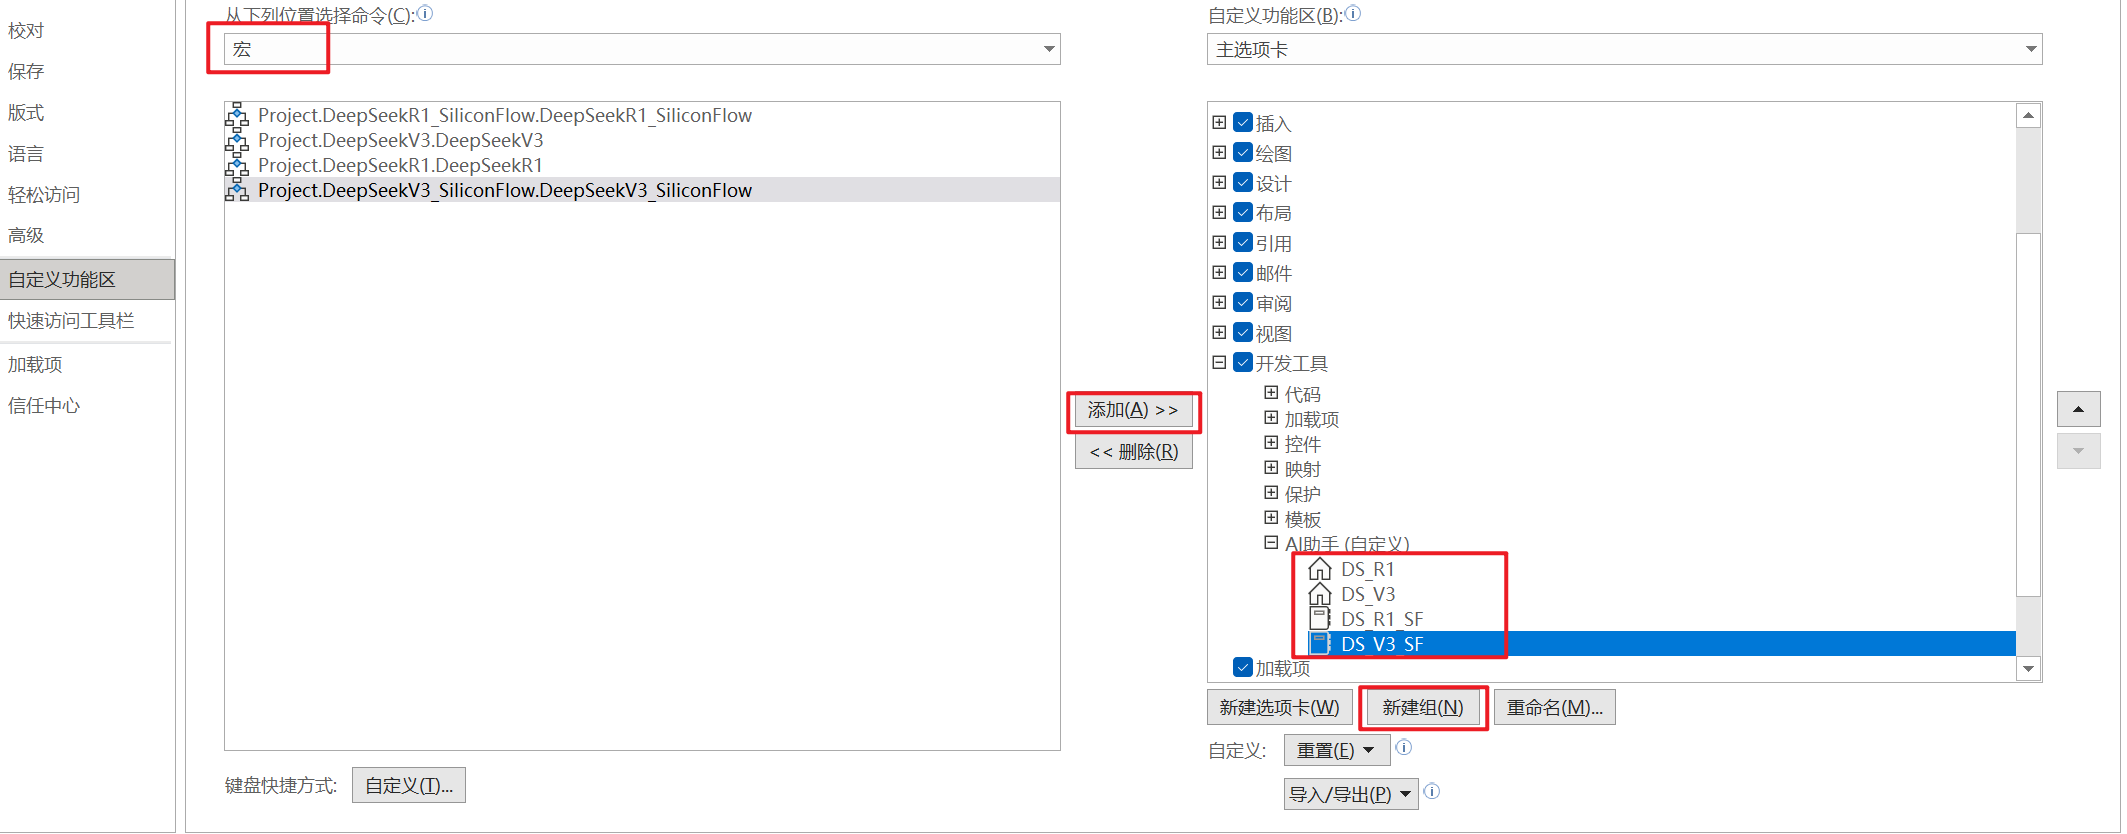 校对
保存
版式
语言
轻松访问
高级
自定义功能区
快速访问工具栏
加载项
信任中心
从下列位置选择命令(C):
宏
Project.DeepSeekR1_SiliconFlow.DeepSeekR1_SiliconFlow
Project.DeepSeekV3.DeepSeekV3
Project.DeepSeekR1.DeepSeekR1
Project.DeepSeekV3_SiliconFlow.DeepSeekV3_SiliconFlow
键盘快捷方式: 自定义(T)...
添加(A) >>
<< 删除(R)
自定义功能区(B):
主选项卡
插入
绘图
设计
布局
引用
邮件
审阅
视图
开发工具
代码
加载项
控件
映射
保护
模板
AI助手 (自定义)
DS_R1
DS_V3
DS_R1_SF
DS_V3_SF
加载项
新建选项卡(W) 新建组(N) 重命名(M)...
自定义: 重置(E)
导入/导出(P)